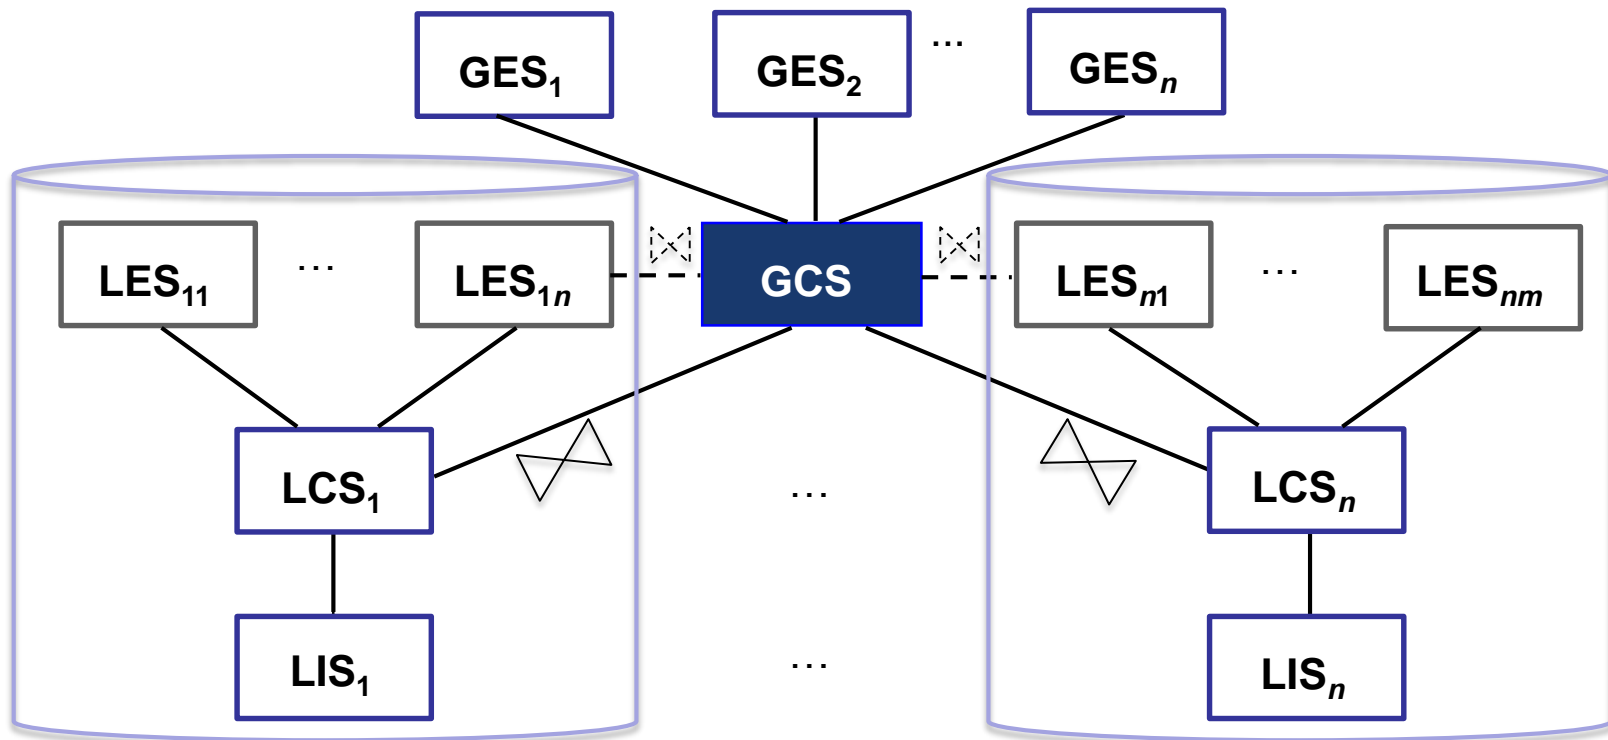 GES1 GES2 ... GESn
LES11 ... LES1n GCS LESn1 ... LESnm
LCS1 ... LCSn
LIS1 ... LISn